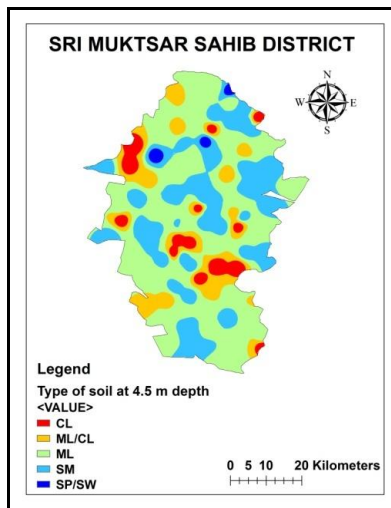 SRI MUKTSAR SAHIB DISTRICT
N
W E
S
Legend
Type of soil at 4.5 m depth
<VALUE>
CL
ML/CL
ML
SM
SP/SW
0 5 10 20 Kilometers